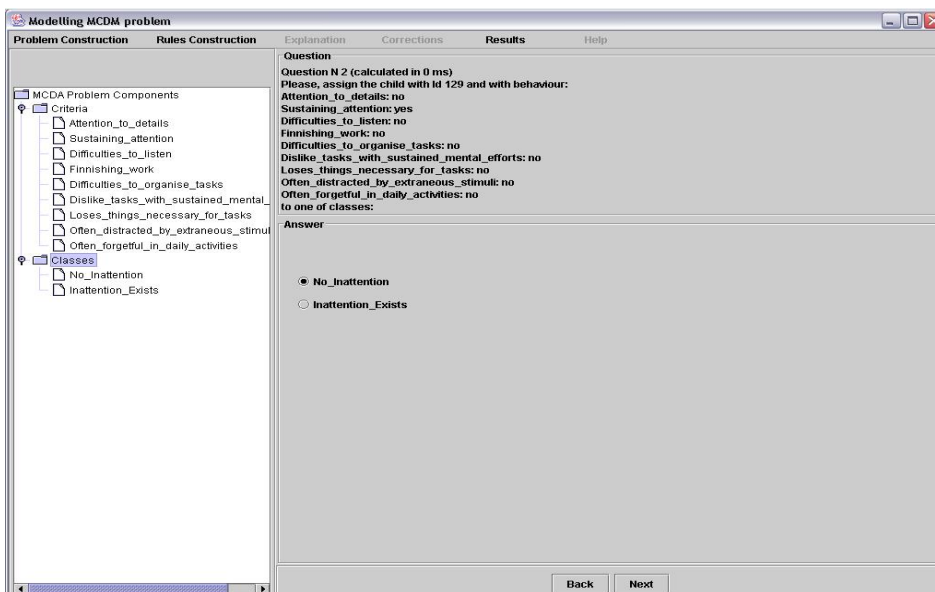 Modelling MCDM problem
Problem Construction Rules Construction Explanation Corrections Results Help
MCDA Problem Components
Criteria
Attention_to_details
Sustaining_attention
Difficulties_to_listen
Finnishing_work
Difficulties_to_organise_tasks
Dislike_tasks_with_sustained_mental_
Loses_things_necessary_for_tasks
Often_distracted_by_extraneous_stimul
Often_forgetful_in_daily_activities
Classes
No_Inattention
Inattention_Exists
Question
Question N 2 (calculated in 0 ms)
Please, assign the child with Id 129 and with behaviour:
Attention_to_details: no
Sustaining_attention: yes
Difficulties_to_listen: no
Finnishing_work: no
Difficulties_to_organise_tasks: no
Dislike_tasks_with_sustained_mental_efforts: no
Loses_things_necessary_for_tasks: no
Often_distracted_by_extraneous_stimuli: no
Often_forgetful_in_daily_activities: no
to one of classes:
Answer
No_Inattention
Inattention_Exists
Back Next